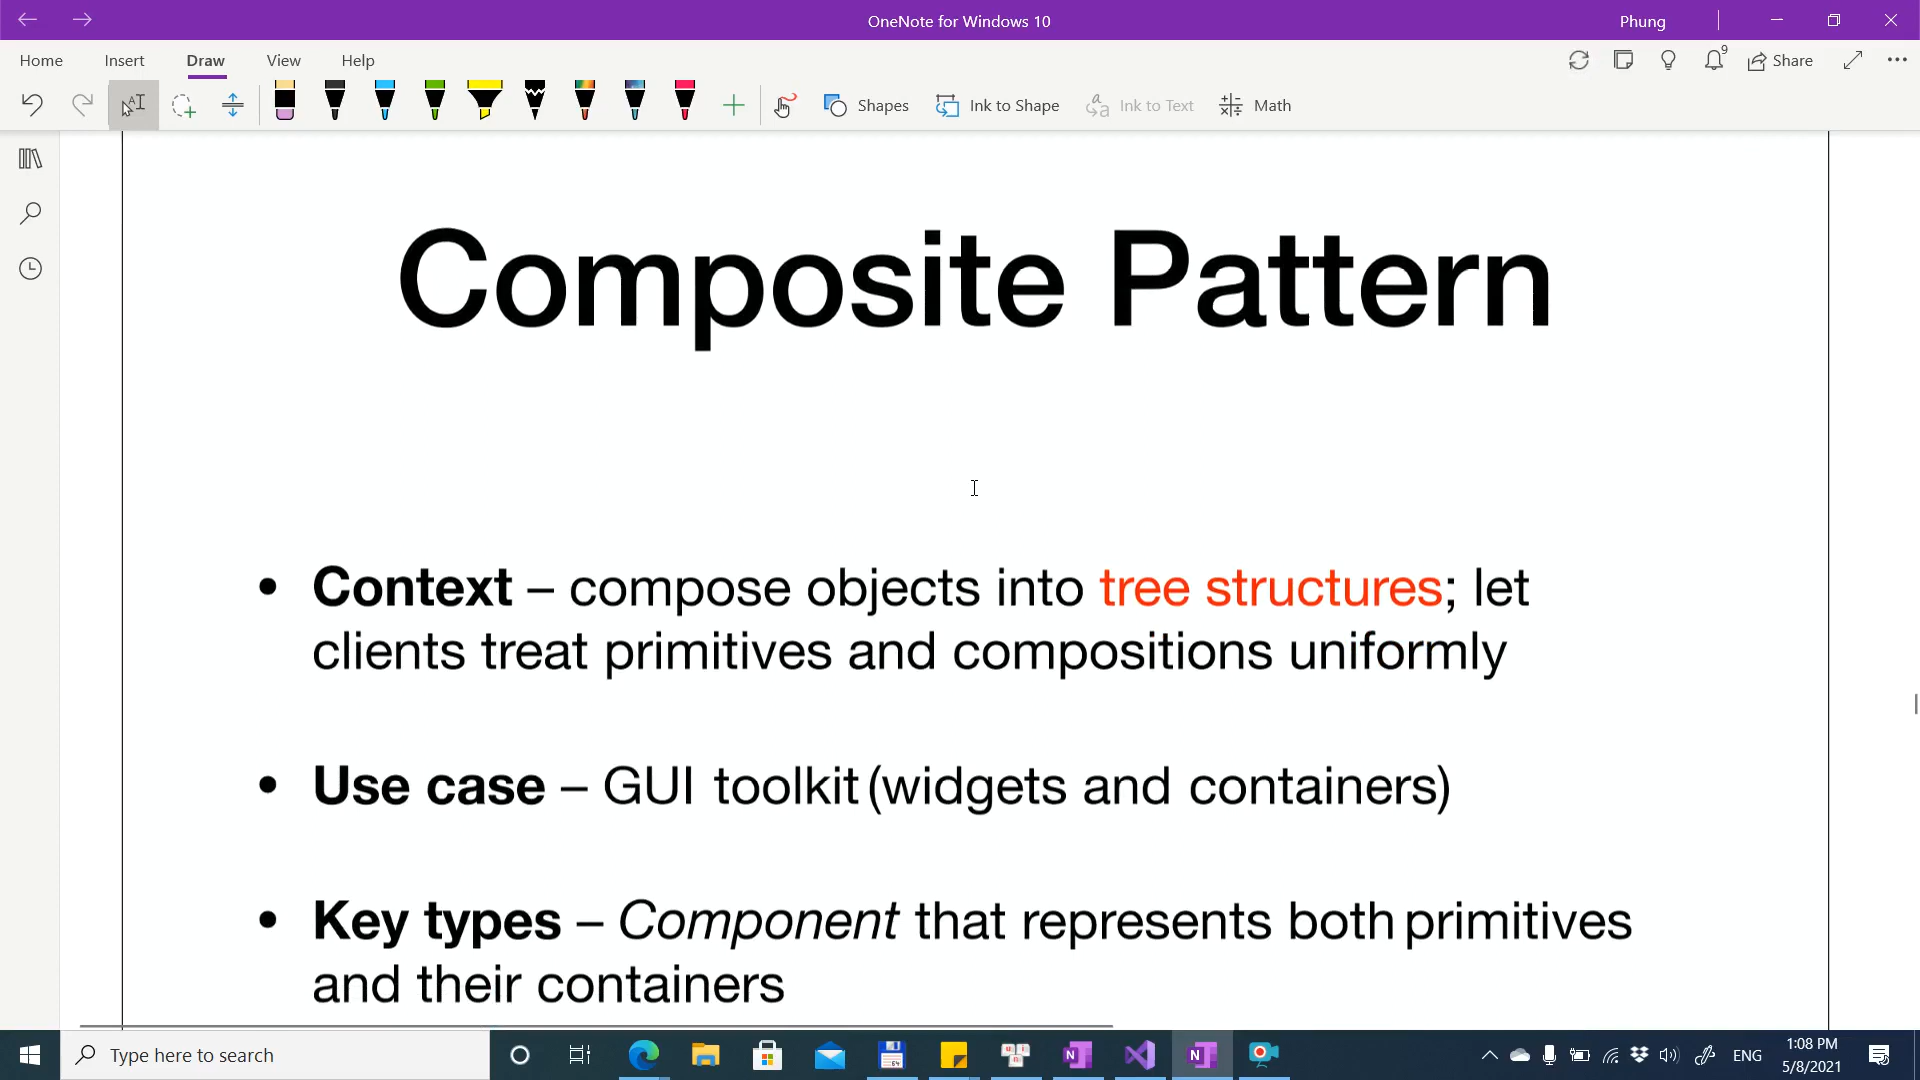 OneNote for Windows 10
Phung
Home Insert Draw View Help
9
Share
Shapes Ink to Shape Ink to Text Math
Composite Pattern
• Context – compose objects into tree structures; let
clients treat primitives and compositions uniformly
• Use case – GUI toolkit (widgets and containers)
• Key types – Component that represents both primitives
and their containers
Type here to search
ENG
1:08 PM
5/8/2021